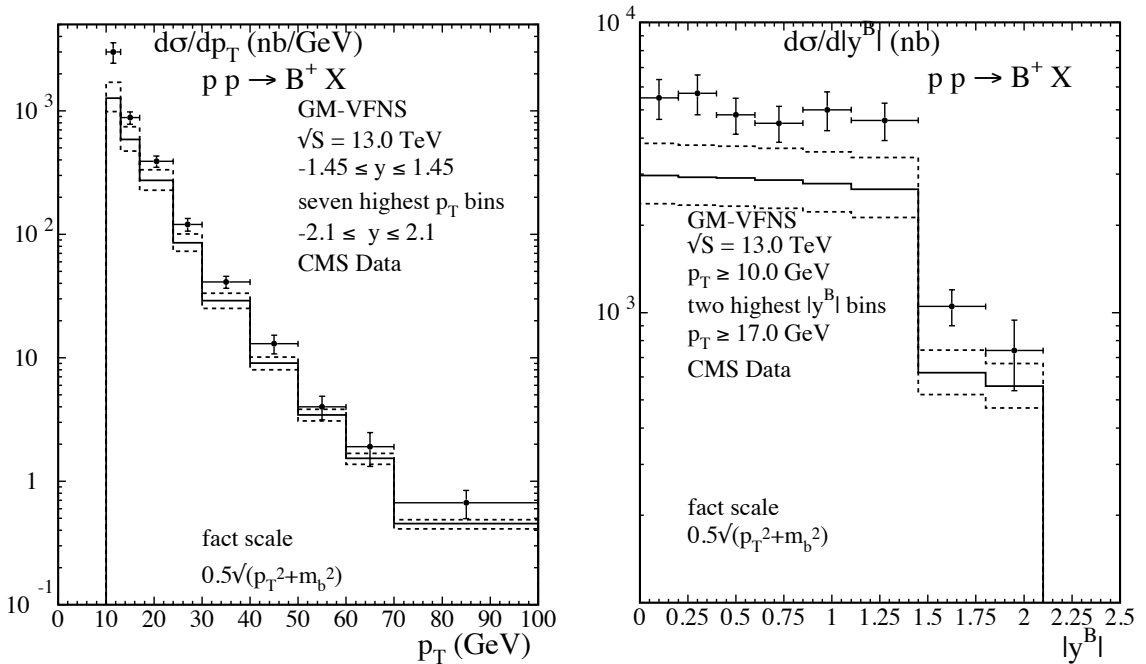 dσ/dp_T (nb/GeV)
p p → B⁺ X
GM-VFNS
√S = 13.0 TeV
-1.45 ≤ y ≤ 1.45
seven highest p_T bins
-2.1 ≤ y ≤ 2.1
CMS Data
fact scale
0.5√(p_T²+m_b²)
10³
10²
10
1
10⁻¹
0 10 20 30 40 50 60 70 80 90 100
p_T (GeV)
dσ/d|y^B| (nb)
p p → B⁺ X
GM-VFNS
√S = 13.0 TeV
p_T ≥ 10.0 GeV
two highest |y^B| bins
p_T ≥ 17.0 GeV
CMS Data
fact scale
0.5√(p_T²+m_b²)
10⁴
10³
0 0.25 0.5 0.75 1 1.25 1.5 1.75 2 2.25 2.5
|y^B|